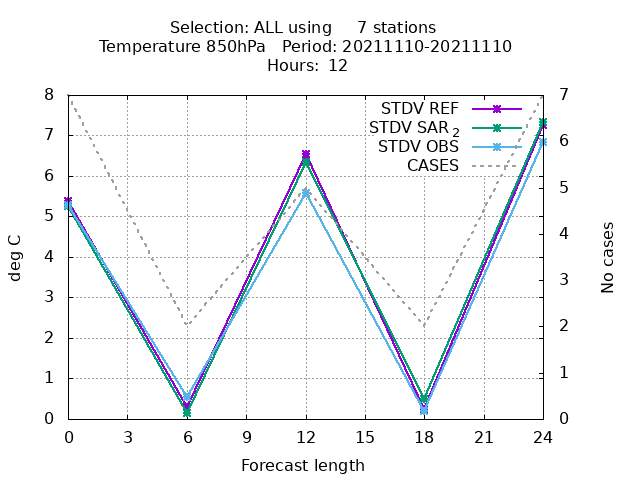 Selection: ALL using     7 stations
Temperature 850hPa   Period: 20211110-20211110
Hours: 12
STDV REF
STDV SAR2
STDV OBS
CASES
deg C
No cases
8
7
6
5
4
3
2
1
0
7
6
5
4
3
2
1
0
0 3 6 9 12 15 18 21 24
Forecast length